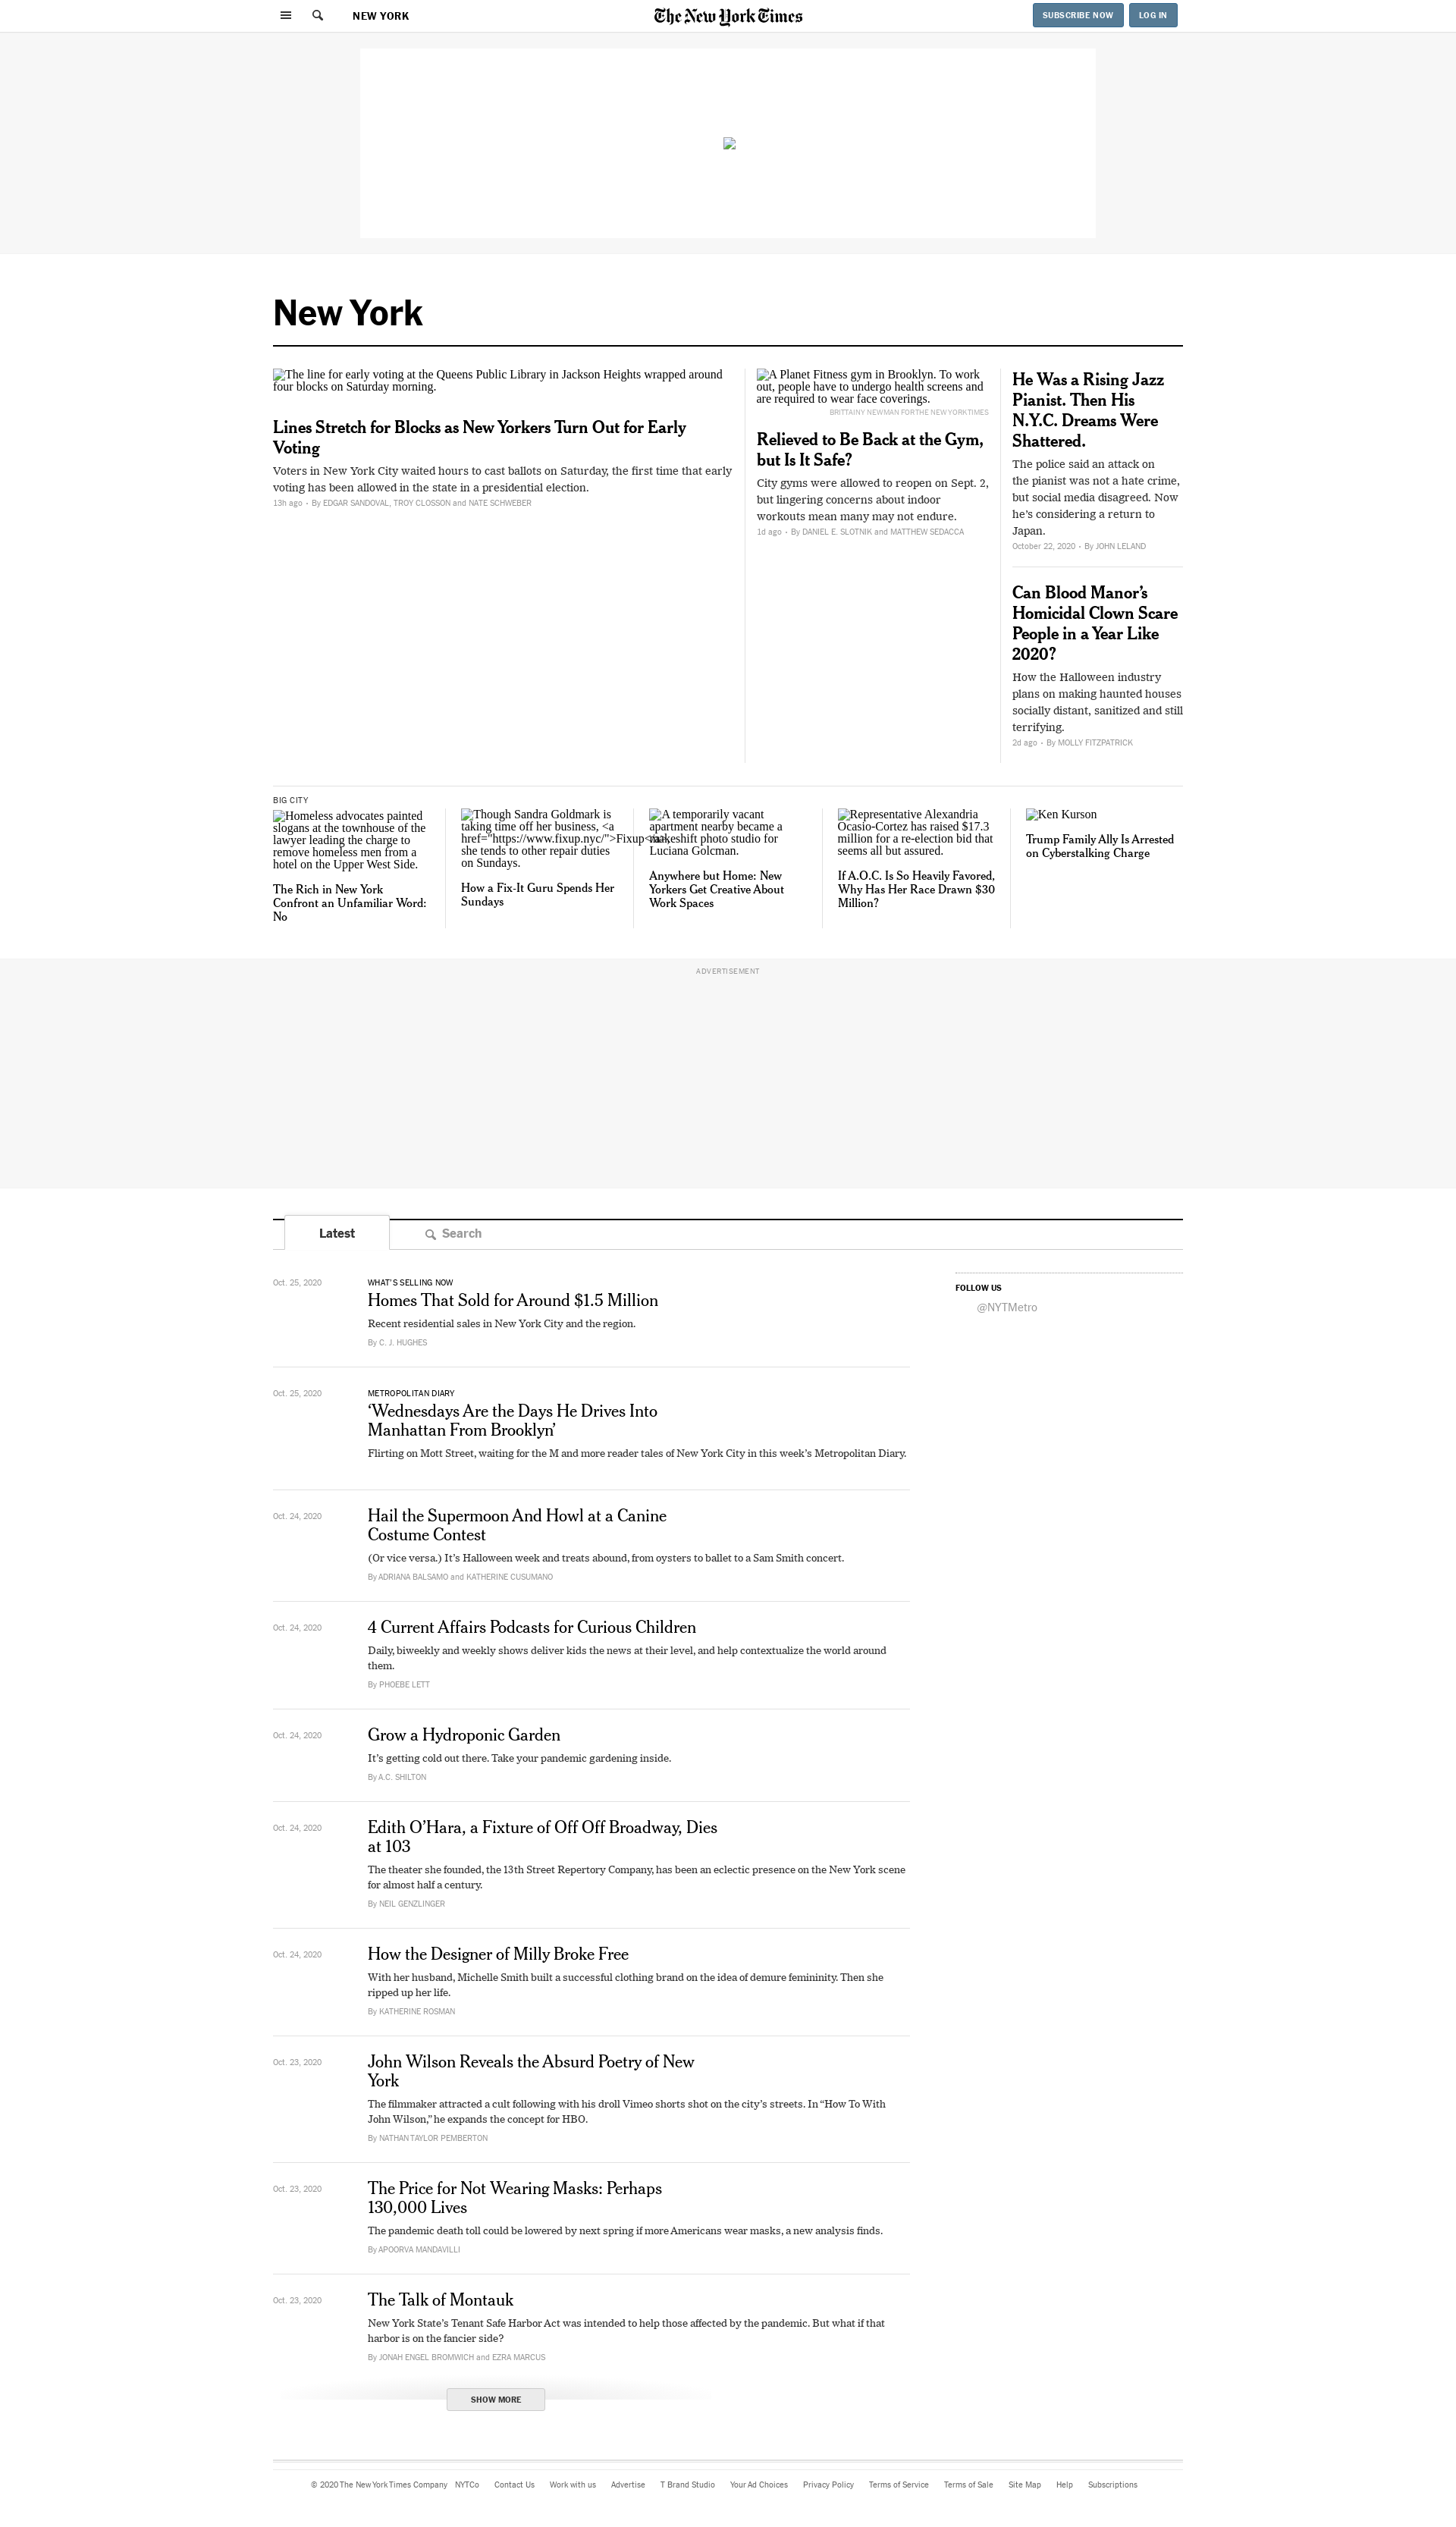 NEW YORK
The New York Times
SUBSCRIBE NOW
LOG IN
New York
The line for early voting at the Queens Public Library in Jackson Heights wrapped around
four blocks on Saturday morning.
Lines Stretch for Blocks as New Yorkers Turn Out for Early
Voting
Voters in New York City waited hours to cast ballots on Saturday, the first time that early
voting has been allowed in the state in a presidential election.
13h ago • By EDGAR SANDOVAL, TROY CLOSSON and NATE SCHWEBER
A Planet Fitness gym in Brooklyn. To work
out, people have to undergo health screens and
are required to wear face coverings.
BRITTAINY NEWMAN FOR THE NEW YORK TIMES
Relieved to Be Back at the Gym,
but Is It Safe?
City gyms were allowed to reopen on Sept. 2,
but lingering concerns about indoor
workouts mean many may not endure.
1d ago • By DANIEL E. SLOTNIK and MATTHEW SEDACCA
He Was a Rising Jazz
Pianist. Then His
N.Y.C. Dreams Were
Shattered.
The police said an attack on
the pianist was not a hate crime,
but social media disagreed. Now
he’s considering a return to
Japan.
October 22, 2020 • By JOHN LELAND
Can Blood Manor’s
Homicidal Clown Scare
People in a Year Like
2020?
How the Halloween industry
plans on making haunted houses
socially distant, sanitized and still
terrifying.
2d ago • By MOLLY FITZPATRICK
BIG CITY
Homeless advocates painted
slogans at the townhouse of the
lawyer leading the charge to
remove homeless men from a
hotel on the Upper West Side.
The Rich in New York
Confront an Unfamiliar Word:
No
Though Sandra Goldmark is
taking time off her business, <a
href="https://www.fixup.nyc/">Fixup</a>,
she tends to other repair duties
on Sundays.
How a Fix-It Guru Spends Her
Sundays
A temporarily vacant
apartment nearby became a
makeshift photo studio for
Luciana Golcman.
Anywhere but Home: New
Yorkers Get Creative About
Work Spaces
Representative Alexandria
Ocasio-Cortez has raised $17.3
million for a re-election bid that
seems all but assured.
If A.O.C. Is So Heavily Favored,
Why Has Her Race Drawn $30
Million?
Ken Kurson
Trump Family Ally Is Arrested
on Cyberstalking Charge
ADVERTISEMENT
Latest
Search
Oct. 25, 2020
WHAT’S SELLING NOW
Homes That Sold for Around $1.5 Million
Recent residential sales in New York City and the region.
By C. J. HUGHES
FOLLOW US
@NYTMetro
Oct. 25, 2020
METROPOLITAN DIARY
‘Wednesdays Are the Days He Drives Into
Manhattan From Brooklyn’
Flirting on Mott Street, waiting for the M and more reader tales of New York City in this week’s Metropolitan Diary.
Oct. 24, 2020
Hail the Supermoon And Howl at a Canine
Costume Contest
(Or vice versa.) It’s Halloween week and treats abound, from oysters to ballet to a Sam Smith concert.
By ADRIANA BALSAMO and KATHERINE CUSUMANO
Oct. 24, 2020
4 Current Affairs Podcasts for Curious Children
Daily, biweekly and weekly shows deliver kids the news at their level, and help contextualize the world around
them.
By PHOEBE LETT
Oct. 24, 2020
Grow a Hydroponic Garden
It’s getting cold out there. Take your pandemic gardening inside.
By A.C. SHILTON
Oct. 24, 2020
Edith O’Hara, a Fixture of Off Off Broadway, Dies
at 103
The theater she founded, the 13th Street Repertory Company, has been an eclectic presence on the New York scene
for almost half a century.
By NEIL GENZLINGER
Oct. 24, 2020
How the Designer of Milly Broke Free
With her husband, Michelle Smith built a successful clothing brand on the idea of demure femininity. Then she
ripped up her life.
By KATHERINE ROSMAN
Oct. 23, 2020
John Wilson Reveals the Absurd Poetry of New
York
The filmmaker attracted a cult following with his droll Vimeo shorts shot on the city’s streets. In “How To With
John Wilson,” he expands the concept for HBO.
By NATHAN TAYLOR PEMBERTON
Oct. 23, 2020
The Price for Not Wearing Masks: Perhaps
130,000 Lives
The pandemic death toll could be lowered by next spring if more Americans wear masks, a new analysis finds.
By APOORVA MANDAVILLI
Oct. 23, 2020
The Talk of Montauk
New York State’s Tenant Safe Harbor Act was intended to help those affected by the pandemic. But what if that
harbor is on the fancier side?
By JONAH ENGEL BROMWICH and EZRA MARCUS
SHOW MORE
© 2020 The New York Times Company NYTCo Contact Us Work with us Advertise T Brand Studio Your Ad Choices Privacy Policy Terms of Service Terms of Sale Site Map Help Subscriptions